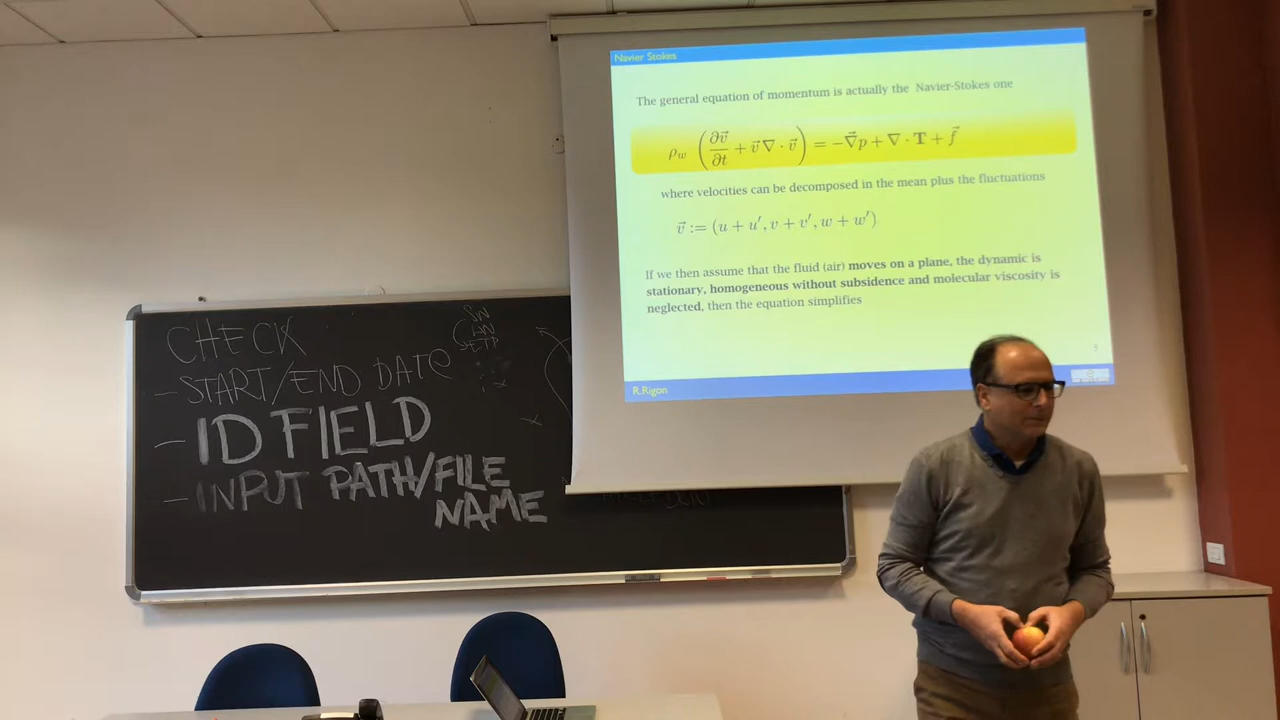 Navier Stokes
The general equation of momentum is actually the Navier-Stokes one
ρ_w (∂v⃗/∂t + v⃗ ∇ · v⃗) = −∇⃗p + ∇ · T + f⃗
where velocities can be decomposed in the mean plus the fluctuations
v⃗ := (u + u′, v + v′, w + w′)
If we then assume that the fluid (air) moves on a plane, the dynamic is
stationary, homogeneous without subsidence and molecular viscosity is
neglected, then the equation simplifies
5
R.Rigon
CHECK
- START/END DATE
- ID FIELD
- INPUT PATH/FILE
NAME